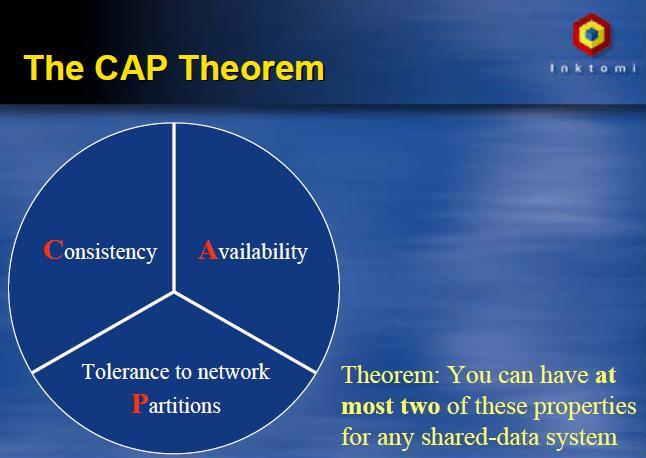 The CAP Theorem
Inktomi
Consistency
Availability
Tolerance to network
Partitions
Theorem: You can have at
most two of these properties
for any shared-data system